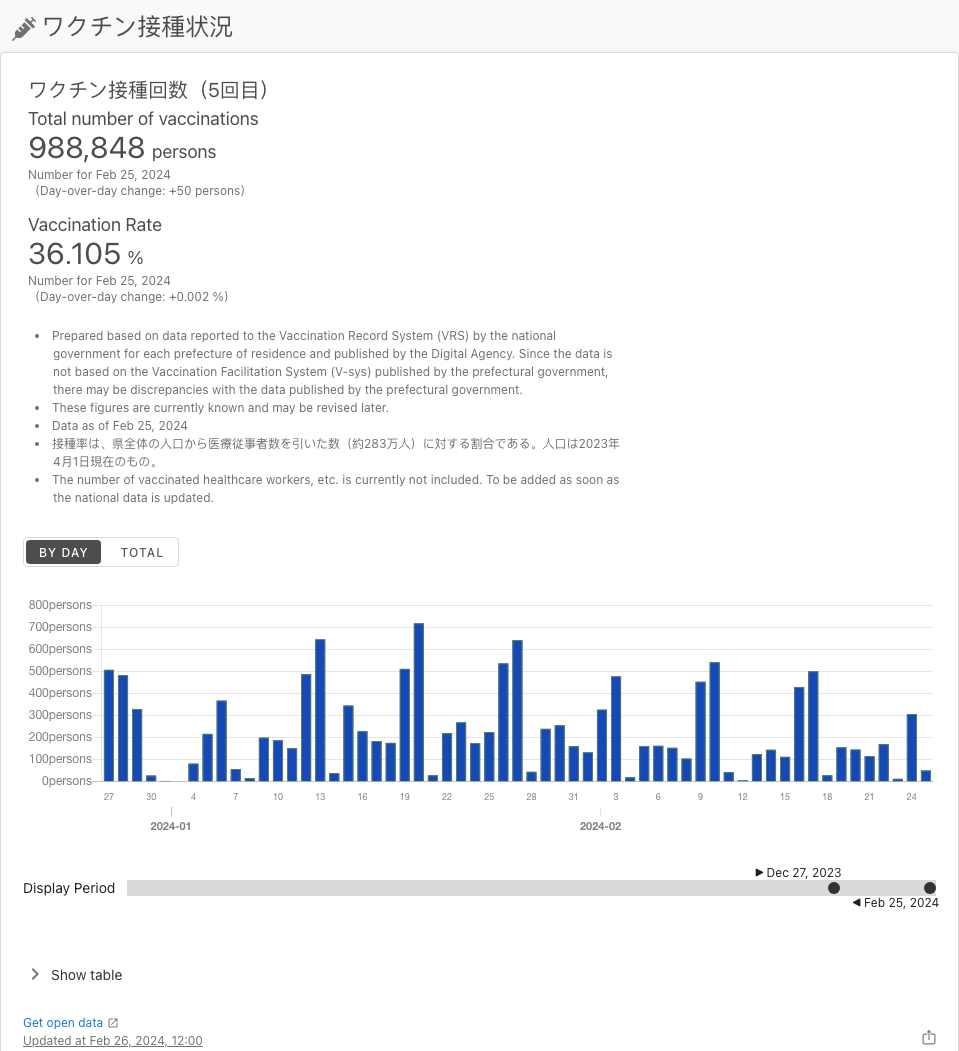 ワクチン接種状況
ワクチン接種回数（5回目）
Total number of vaccinations
988,848 persons
Number for Feb 25, 2024
（Day-over-day change: +50 persons）
Vaccination Rate
36.105 %
Number for Feb 25, 2024
（Day-over-day change: +0.002 %）
• Prepared based on data reported to the Vaccination Record System (VRS) by the national
government for each prefecture of residence and published by the Digital Agency. Since the data is
not based on the Vaccination Facilitation System (V-sys) published by the prefectural government,
there may be discrepancies with the data published by the prefectural government.
• These figures are currently known and may be revised later.
• Data as of Feb 25, 2024
• 接種率は、県全体の人口から医療従事者数を引いた数（約283万人）に対する割合である。人口は2023年
4月1日現在のもの。
• The number of vaccinated healthcare workers, etc. is currently not included. To be added as soon as
the national data is updated.
BY DAY TOTAL
800persons
700persons
600persons
500persons
400persons
300persons
200persons
100persons
0persons
27 30 4 7 10 13 16 19 22 25 28 31 3 6 9 12 15 18 21 24
2024-01 2024-02
▶ Dec 27, 2023
Display Period
◀ Feb 25, 2024
Show table
Get open data
Updated at Feb 26, 2024, 12:00